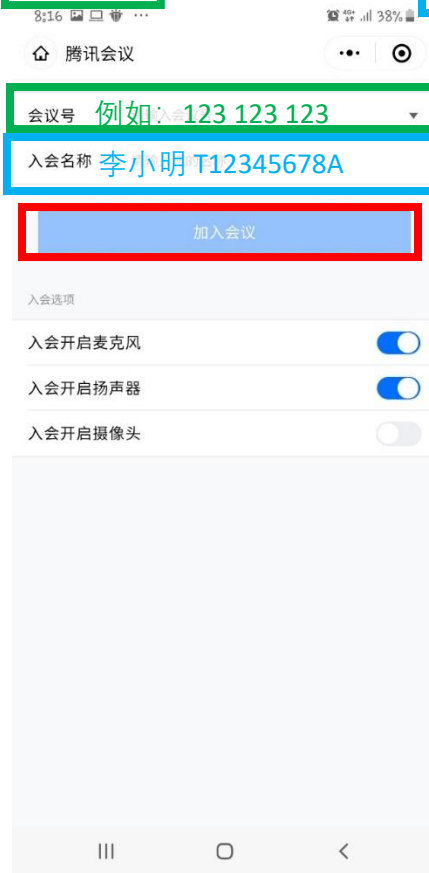 8:16 ... 4G+ 38%
腾讯会议
会议号 例如： 123 123 123
入会名称 李小明 T12345678A
加入会议
入会选项
入会开启麦克风
入会开启扬声器
入会开启摄像头